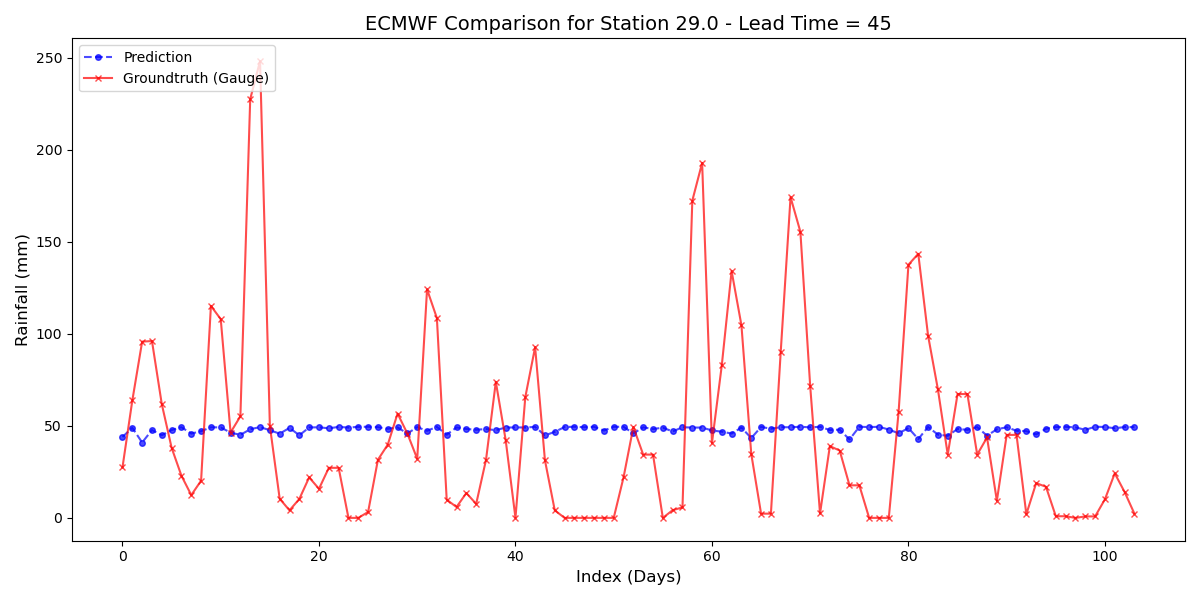 ECMWF Comparison for Station 29.0 - Lead Time = 45
Prediction
Groundtruth (Gauge)
Rainfall (mm)
250
200
150
100
50
0
0 20 40 60 80 100
Index (Days)